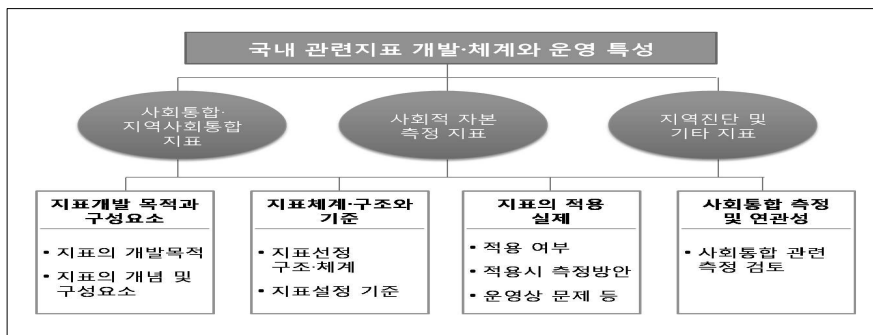 국내 관련지표 개발·체계와 운영 특성
사회통합·
지역사회통합
지표
사회적 자본
측정 지표
지역진단 및
기타 지표
지표개발 목적과
구성요소
• 지표의 개발목적
• 지표의 개념 및
구성요소
지표체계·구조와
기준
• 지표선정
구조·체계
• 지표설정 기준
지표의 적용
실제
• 적용 여부
• 적용시 측정방안
• 운영상 문제 등
사회통합 측정
및 연관성
• 사회통합 관련
측정 검토